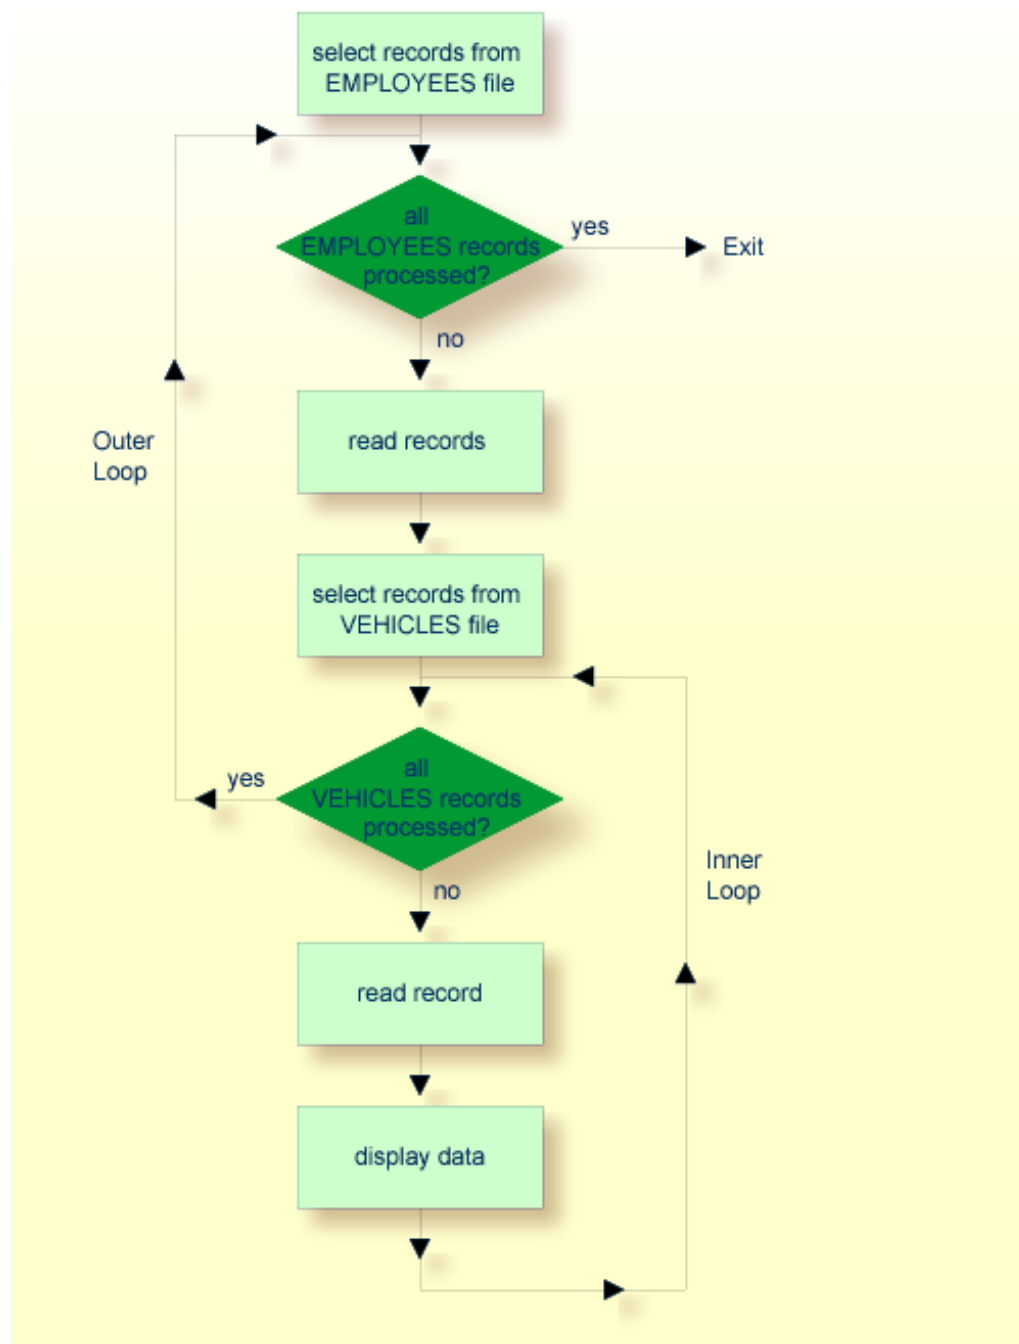 select records from
EMPLOYEES file
all
EMPLOYEES records
processed?
yes
Exit
no
read records
Outer
Loop
select records from
VEHICLES file
all
VEHICLES records
processed?
yes
no
Inner
Loop
read record
display data